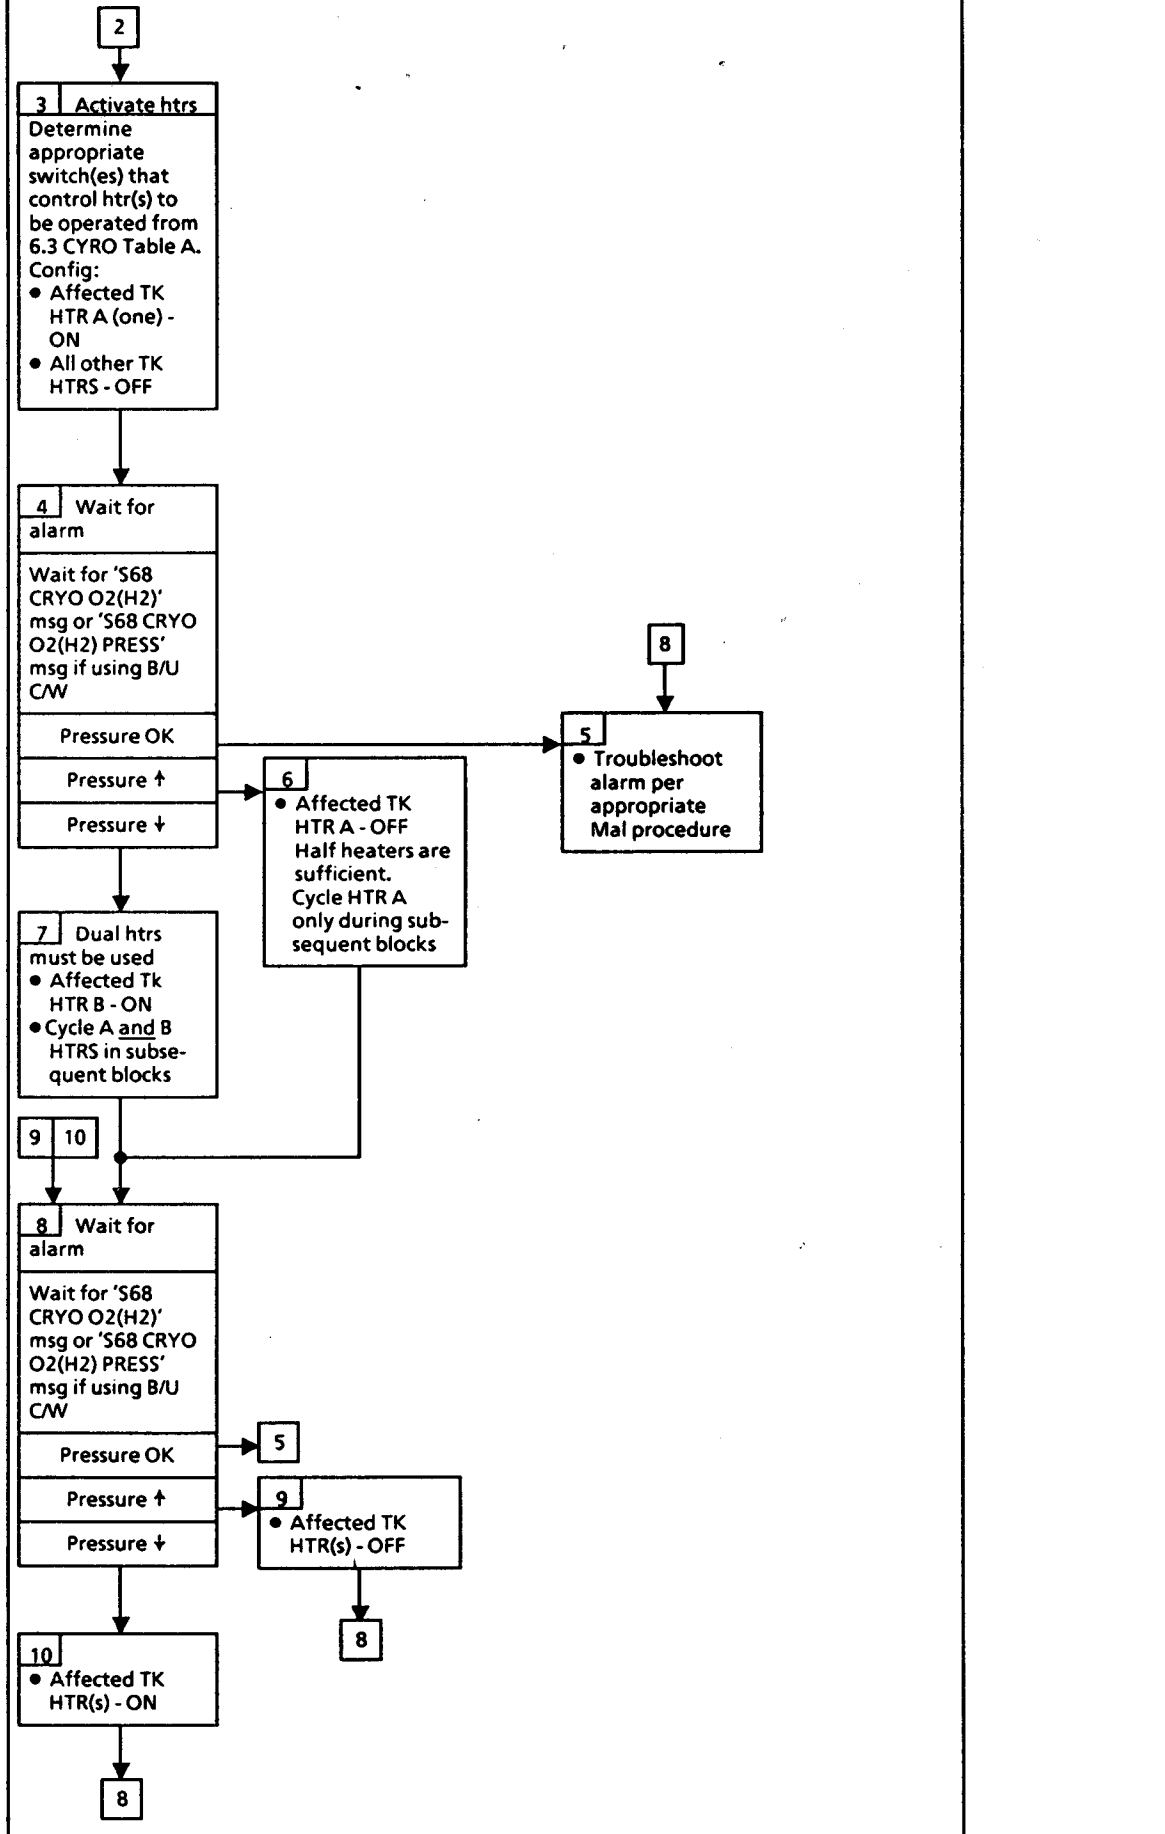 2
3 Activate htrs
Determine
appropriate
switch(es) that
control htr(s) to
be operated from
6.3 CYRO Table A.
Config:
● Affected TK
HTR A (one) -
ON
● All other TK
HTRS - OFF
4 Wait for
alarm
Wait for 'S68
CRYO O2(H2)'
msg or 'S68 CRYO
O2(H2) PRESS'
msg if using B/U
C/W
Pressure OK
Pressure ↑
Pressure ↓
8
5
● Troubleshoot
alarm per
appropriate
Mal procedure
6
● Affected TK
HTR A - OFF
Half heaters are
sufficient.
Cycle HTR A
only during sub-
sequent blocks
7 Dual htrs
must be used
● Affected Tk
HTR B - ON
● Cycle A and B
HTRS in subse-
quent blocks
9 10
8 Wait for
alarm
Wait for 'S68
CRYO O2(H2)'
msg or 'S68 CRYO
O2(H2) PRESS'
msg if using B/U
C/W
Pressure OK
Pressure ↑
Pressure ↓
5
9
● Affected TK
HTR(s) - OFF
8
10
● Affected TK
HTR(s) - ON
8